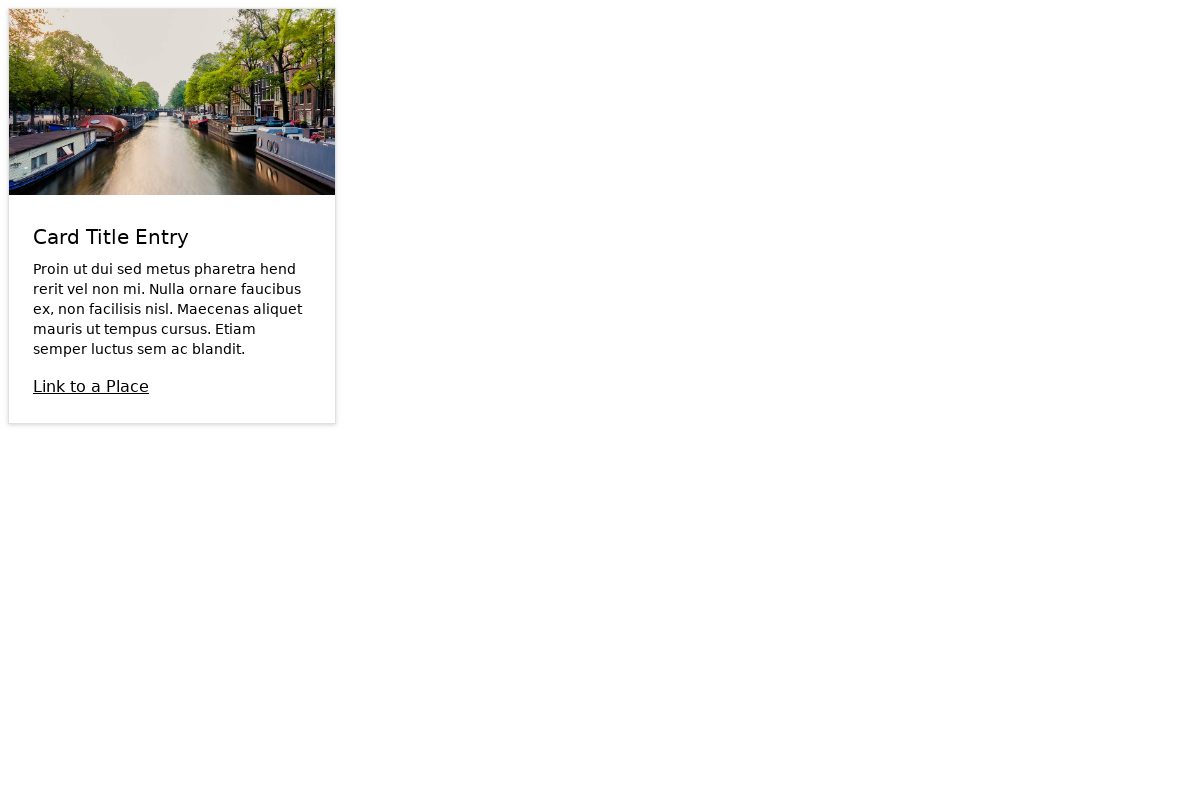 Card Title Entry
Proin ut dui sed metus pharetra hend
rerit vel non mi. Nulla ornare faucibus
ex, non facilisis nisl. Maecenas aliquet
mauris ut tempus cursus. Etiam
semper luctus sem ac blandit.
Link to a Place